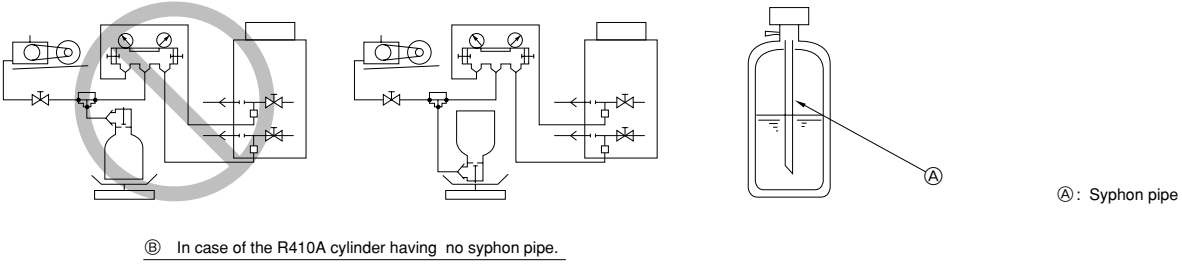 Ⓐ
Ⓐ : Syphon pipe
Ⓑ In case of the R410A cylinder having no syphon pipe.